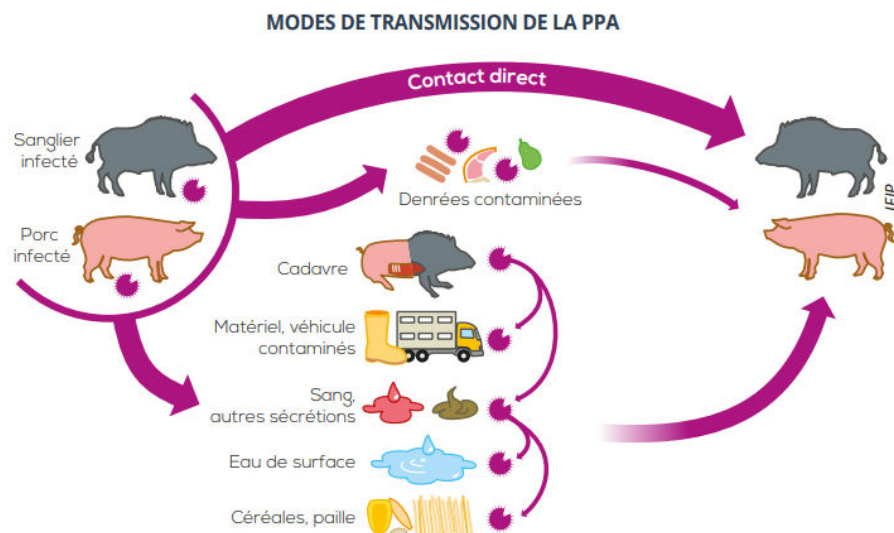 MODES DE TRANSMISSION DE LA PPA
Contact direct
Sanglier
infecté
Denrées contaminées
Porc
infecté
IFIP
Cadavre
Matériel, véhicule
contaminés
Sang,
autres sécrétions
Eau de surface
Céréales, paille